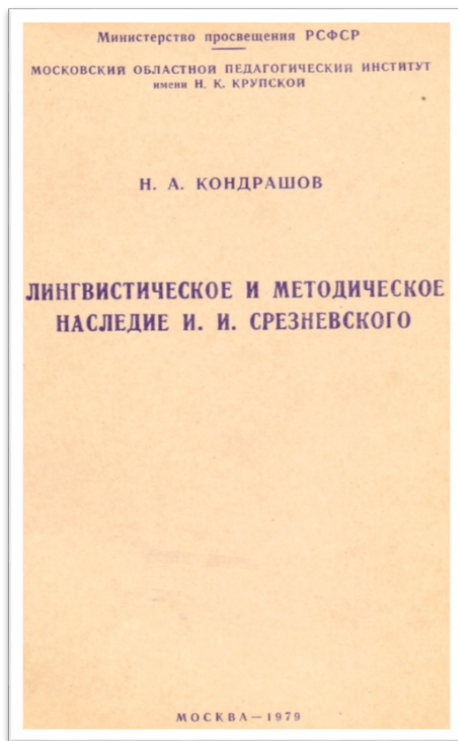 Министерство просвещения РСФСР
МОСКОВСКИЙ ОБЛАСТНОЙ ПЕДАГОГИЧЕСКИЙ ИНСТИТУТ
имени Н. К. КРУПСКОЙ
Н. А. КОНДРАШОВ
ЛИНГВИСТИЧЕСКОЕ И МЕТОДИЧЕСКОЕ
НАСЛЕДИЕ И. И. СРЕЗНЕВСКОГО
МОСКВА — 1979